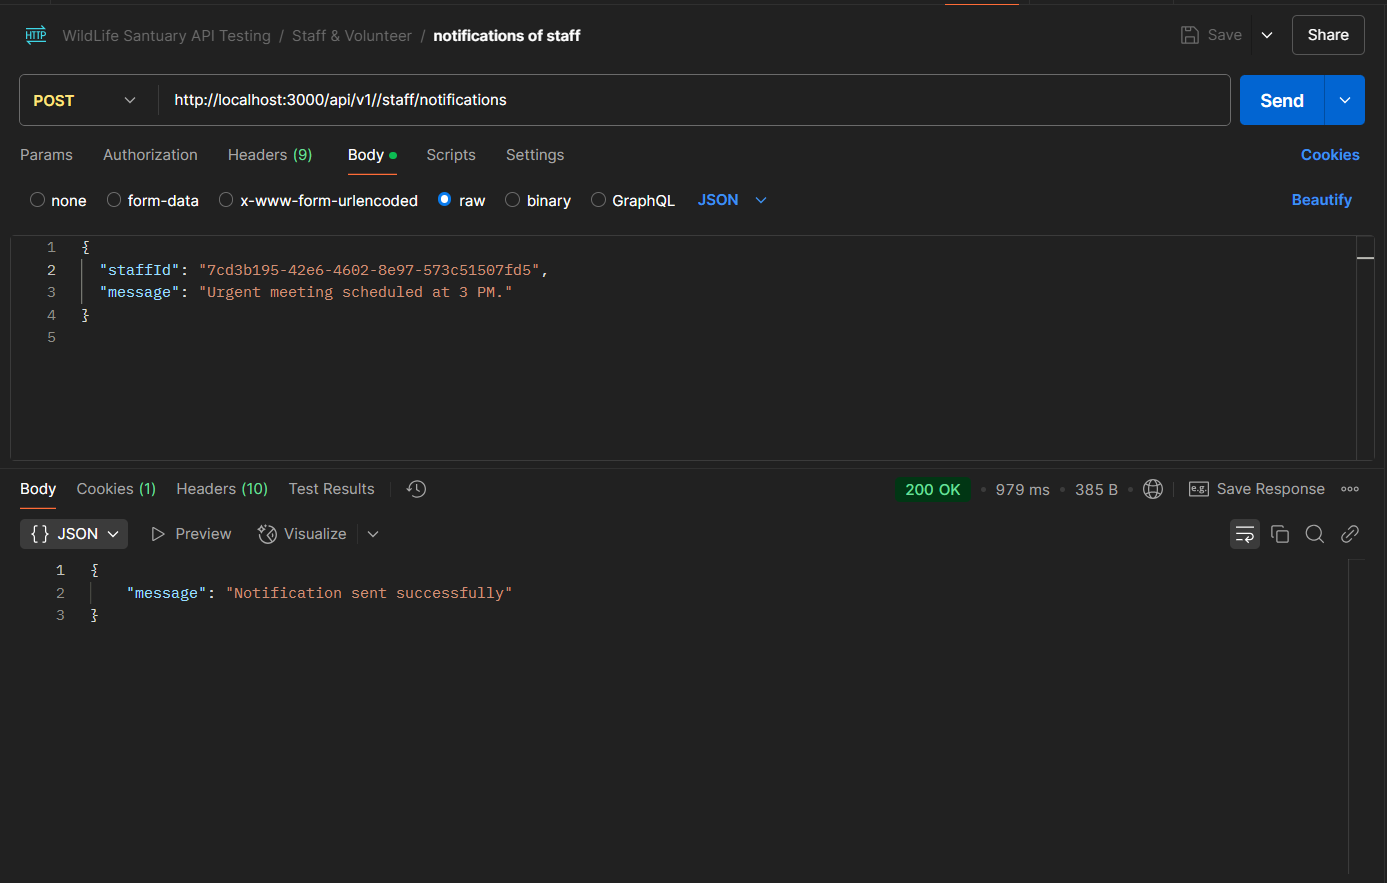 HTTP WildLife Santuary API Testing / Staff & Volunteer / notifications of staff Save Share
POST http://localhost:3000/api/v1//staff/notifications Send
Params Authorization Headers (9) Body Scripts Settings Cookies
none form-data x-www-form-urlencoded raw binary GraphQL JSON Beautify
1 {
2 "staffId": "7cd3b195-42e6-4602-8e97-573c51507fd5",
3 "message": "Urgent meeting scheduled at 3 PM."
4 }
5
Body Cookies (1) Headers (10) Test Results 200 OK 979 ms 385 B e.g. Save Response
{} JSON Preview Visualize
1 {
2 "message": "Notification sent successfully"
3 }